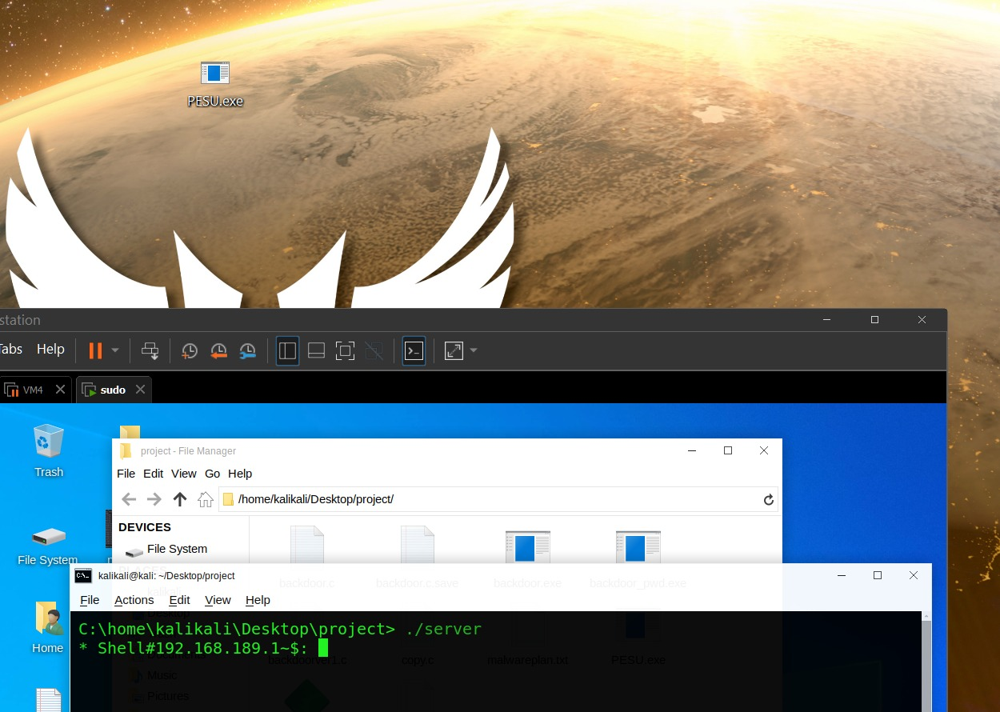 PESU.exe
station
Tabs Help
VM4 sudo
Trash
project - File Manager
File Edit View Go Help
/home/kalikali/Desktop/project/
DEVICES
File System
File System
PLACES
backdoor.c backdoor.c.save backdoor.exe backdoor_pwd.exe
kalikali@kali: ~/Desktop/project
kalikali
File Actions Edit View Help
Desktop
C:\home\kalikali\Desktop\project> ./server
* Shell#192.168.189.1~$:
Home
backdoorver1.c copy.c malwareplan.txt PESU.exe
Music
Pictures